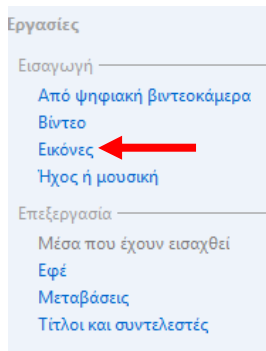 Εργασίες
Εισαγωγή
Από ψηφιακή βιντεοκάμερα
Βίντεο
Εικόνες
Ήχος ή μουσική
Επεξεργασία
Μέσα που έχουν εισαχθεί
Εφέ
Μεταβάσεις
Τίτλοι και συντελεστές